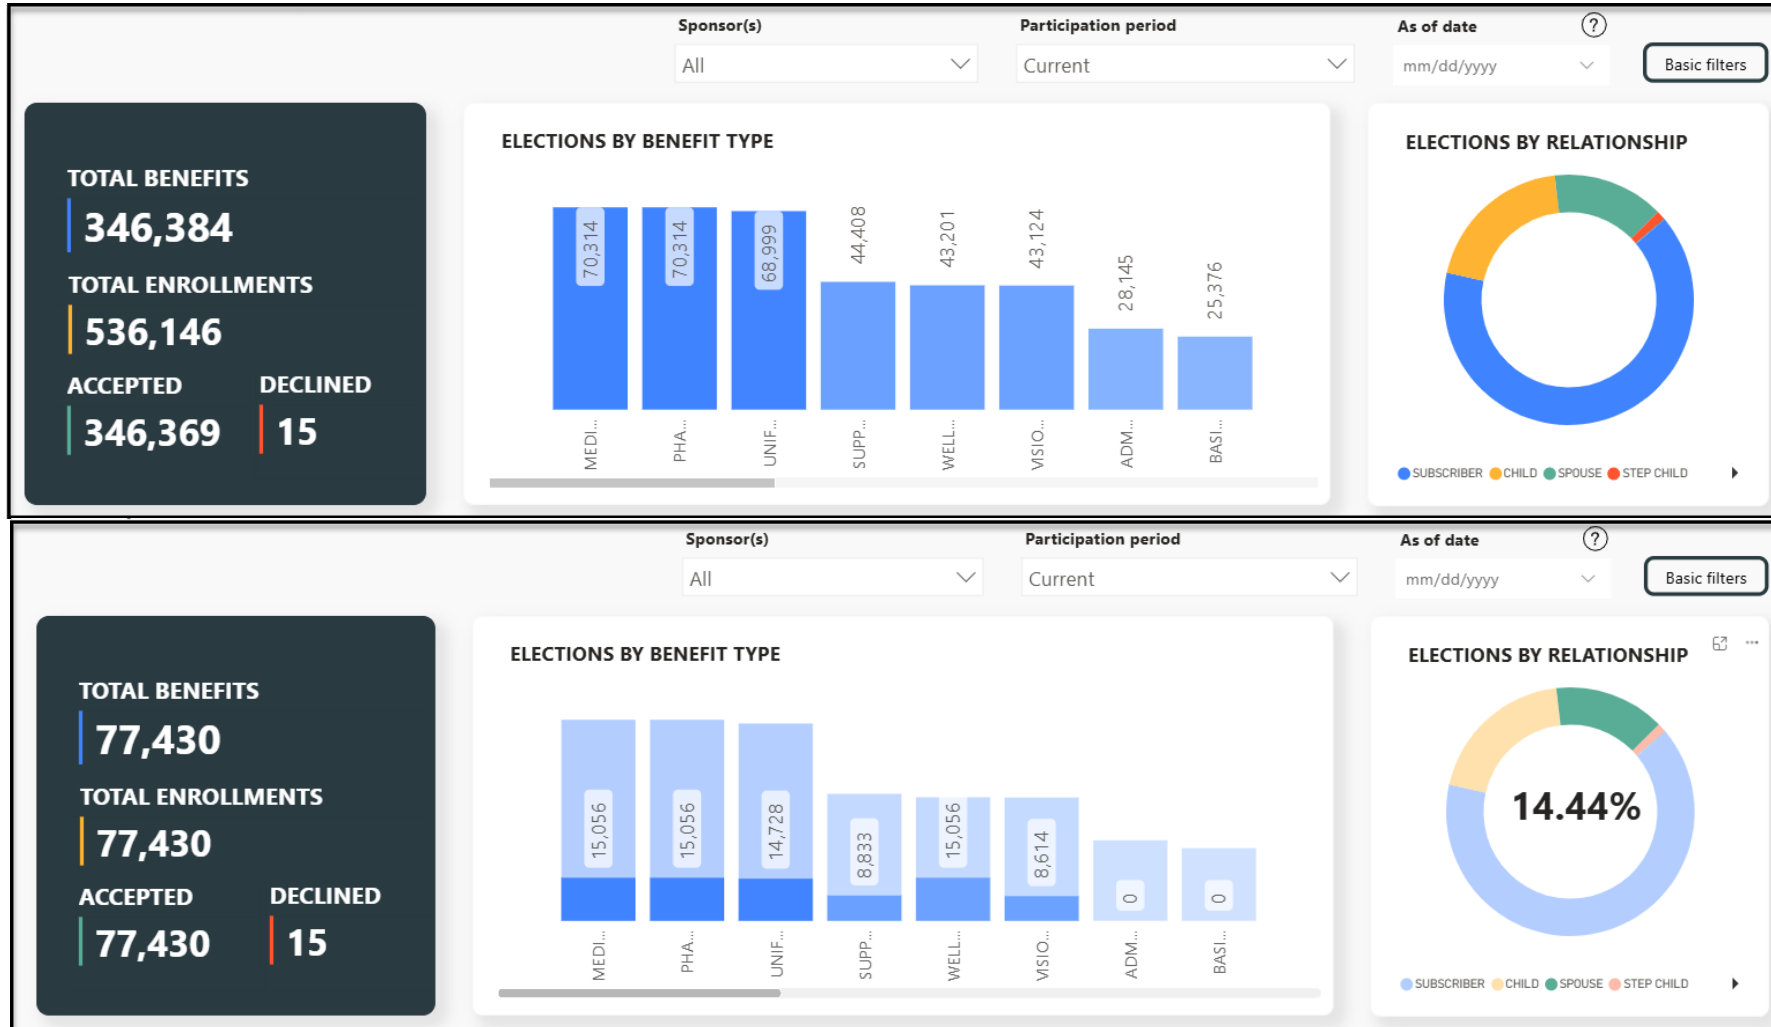 Sponsor(s)
Participation period
As of date
?
All
Current
mm/dd/yyyy
Basic filters
TOTAL BENEFITS
346,384
TOTAL ENROLLMENTS
536,146
ACCEPTED
DECLINED
346,369
15
ELECTIONS BY BENEFIT TYPE
70,314
70,314
68,999
44,408
43,201
43,124
28,145
25,376
MEDI...
PHA...
UNIF...
SUPP...
WELL...
VISIO...
ADM...
BASI...
ELECTIONS BY RELATIONSHIP
SUBSCRIBER CHILD SPOUSE STEP CHILD
Sponsor(s)
Participation period
As of date
?
All
Current
mm/dd/yyyy
Basic filters
TOTAL BENEFITS
77,430
TOTAL ENROLLMENTS
77,430
ACCEPTED
DECLINED
77,430
15
ELECTIONS BY BENEFIT TYPE
15,056
15,056
14,728
8,833
15,056
8,614
0
0
MEDI...
PHA...
UNIF...
SUPP...
WELL...
VISIO...
ADM...
BASI...
ELECTIONS BY RELATIONSHIP
14.44%
SUBSCRIBER CHILD SPOUSE STEP CHILD